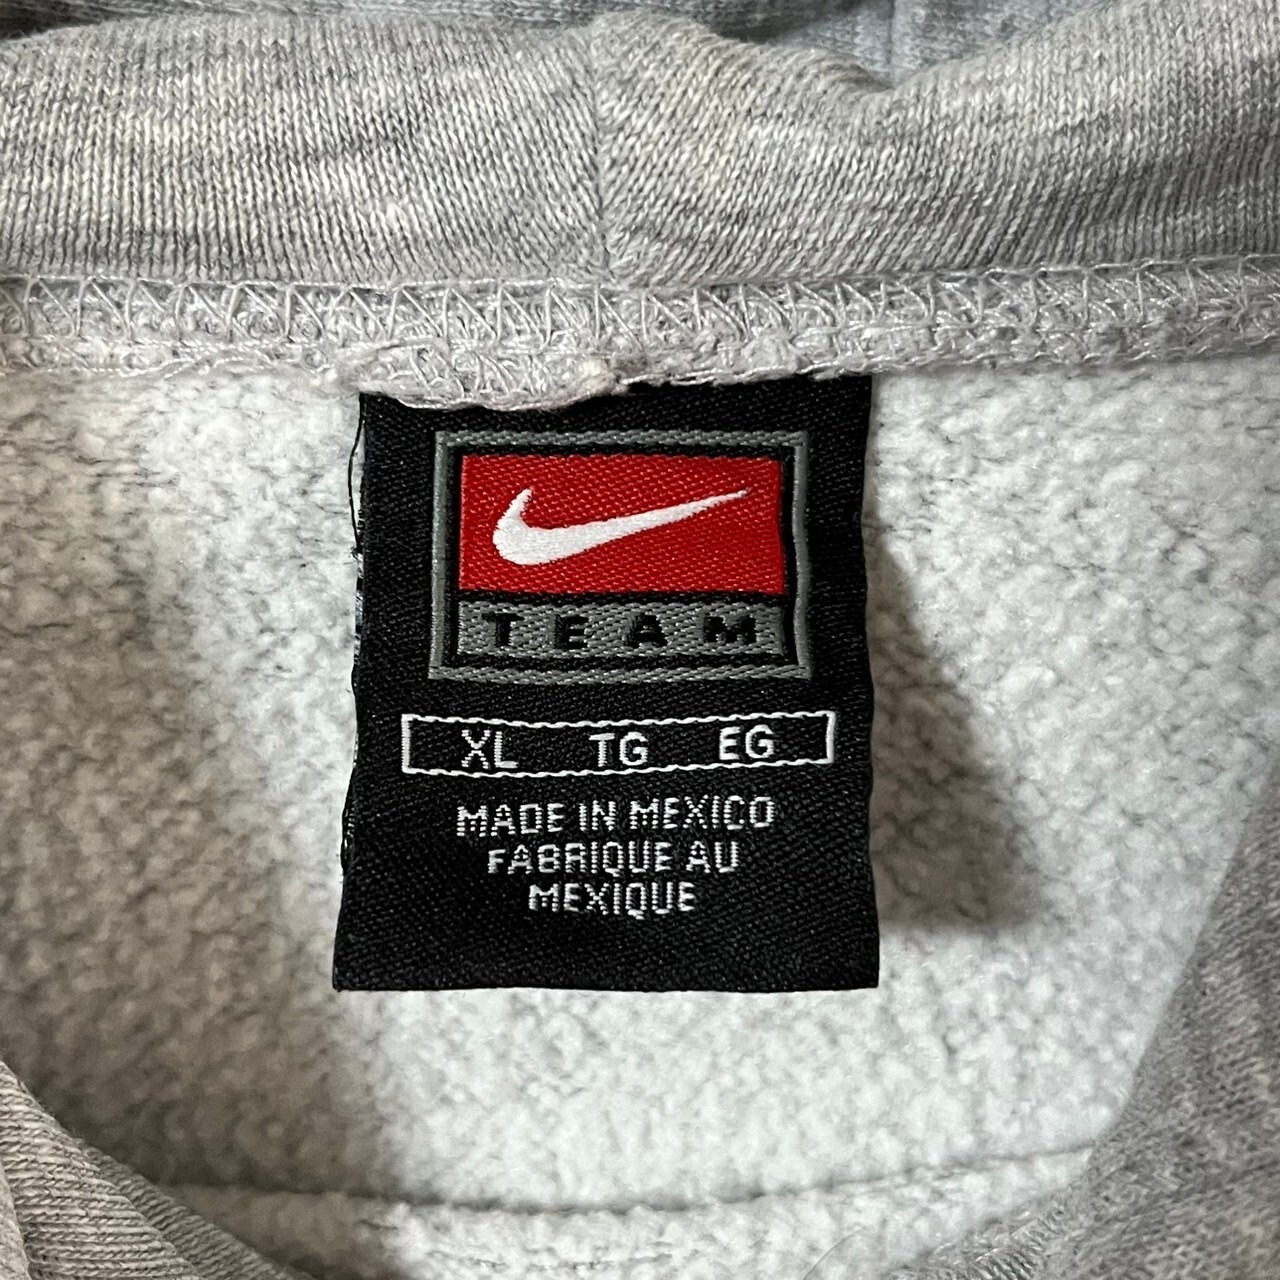 TEAM
XL TG EG
MADE IN MEXICO
FABRIQUE AU
MEXIQUE